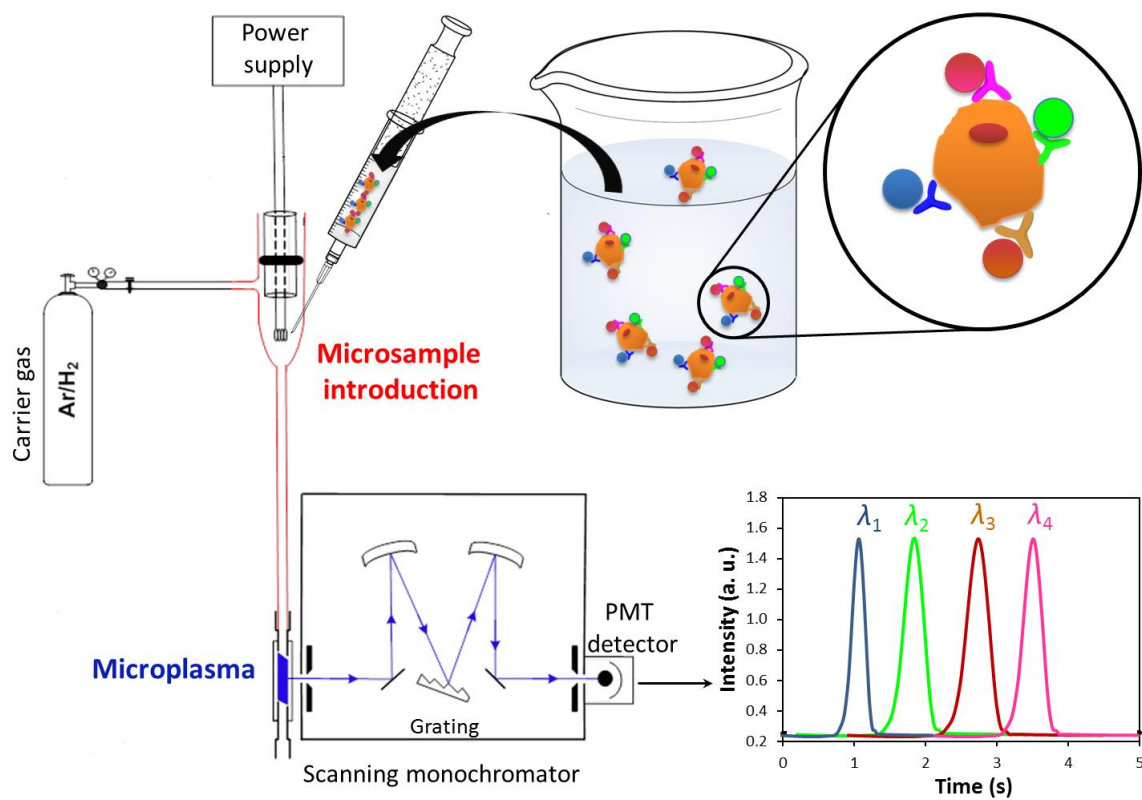 Power
supply
Carrier gas
Ar/H₂
Microsample
introduction
Microplasma
Grating
Scanning monochromator
PMT
detector
Intensity (a. u.)
1.8
1.6
1.4
1.2
1.0
0.8
0.6
0.4
0.2
λ₁ λ₂ λ₃ λ₄
0 1 2 3 4 5
Time (s)